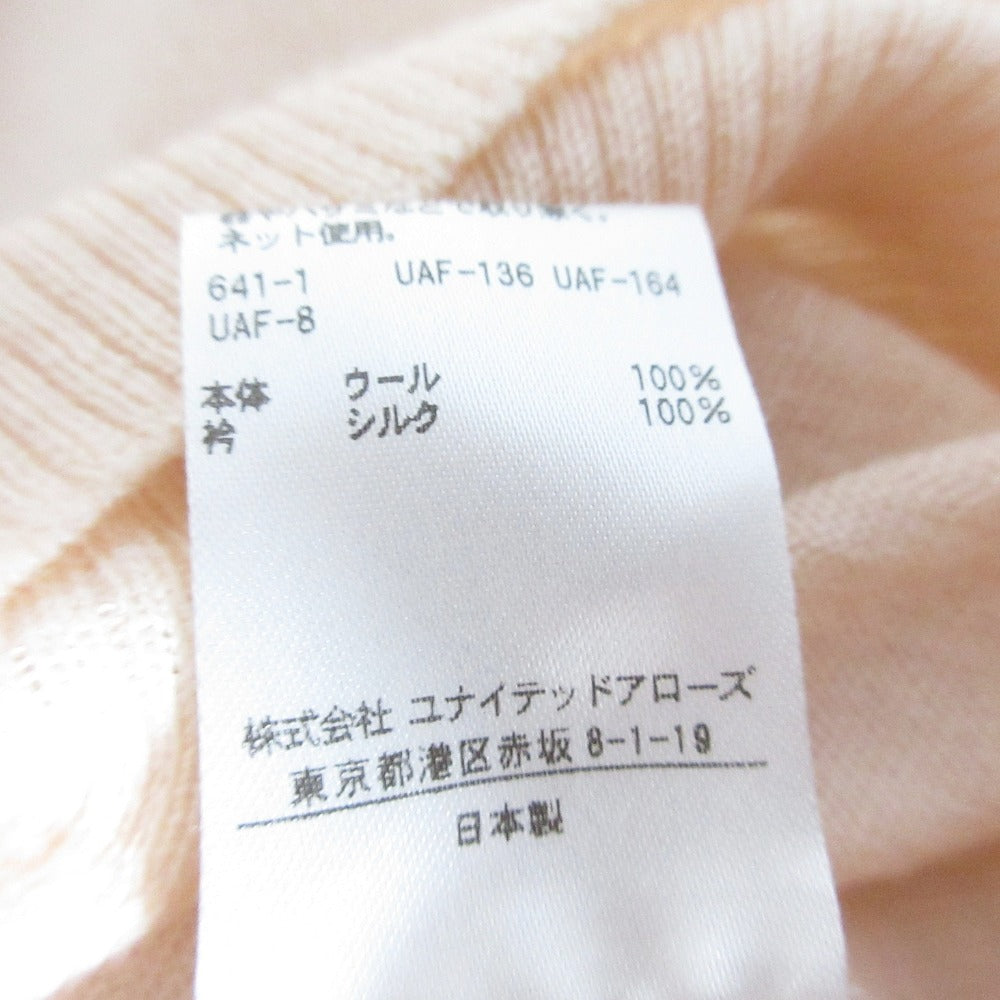 ネット使用。
641-1 UAF-136 UAF-164
UAF-8
本体 ウール 100%
衿 シルク 100%
株式会社 ユナイテッドアローズ
東京都港区赤坂 8-1-19
日本製